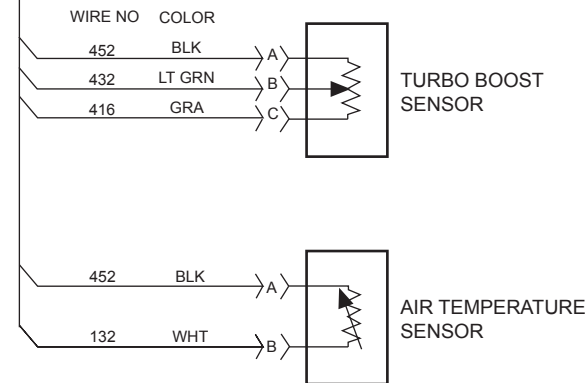 WIRE NO COLOR
452 BLK A
432 LT GRN B
416 GRA C
TURBO BOOST
SENSOR
452 BLK A
132 WHT B
AIR TEMPERATURE
SENSOR